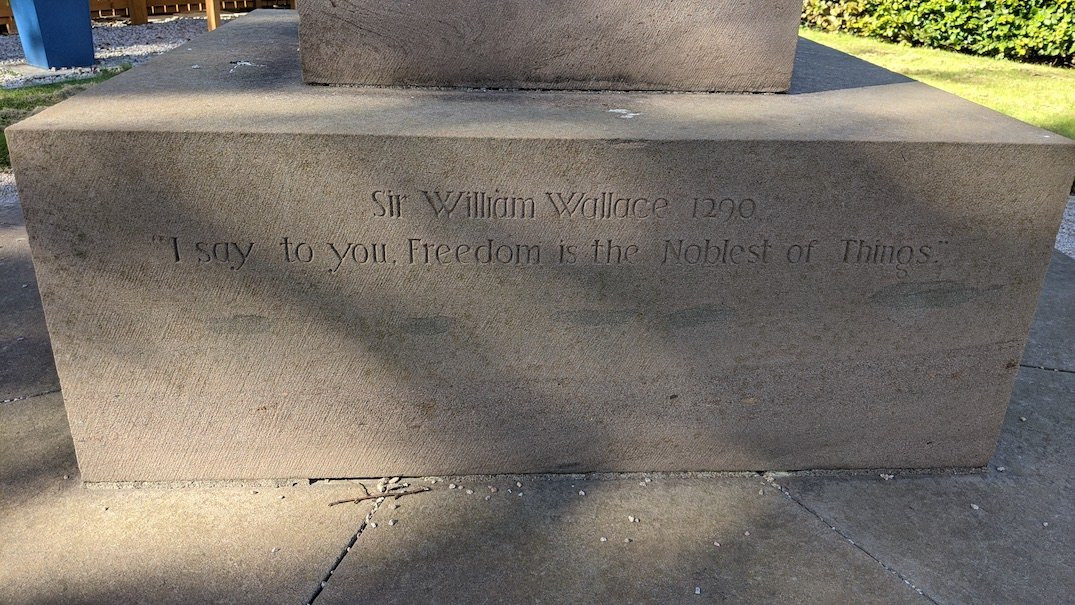 Sir William Wallace 1290
"I say to you, Freedom is the Noblest of Things."